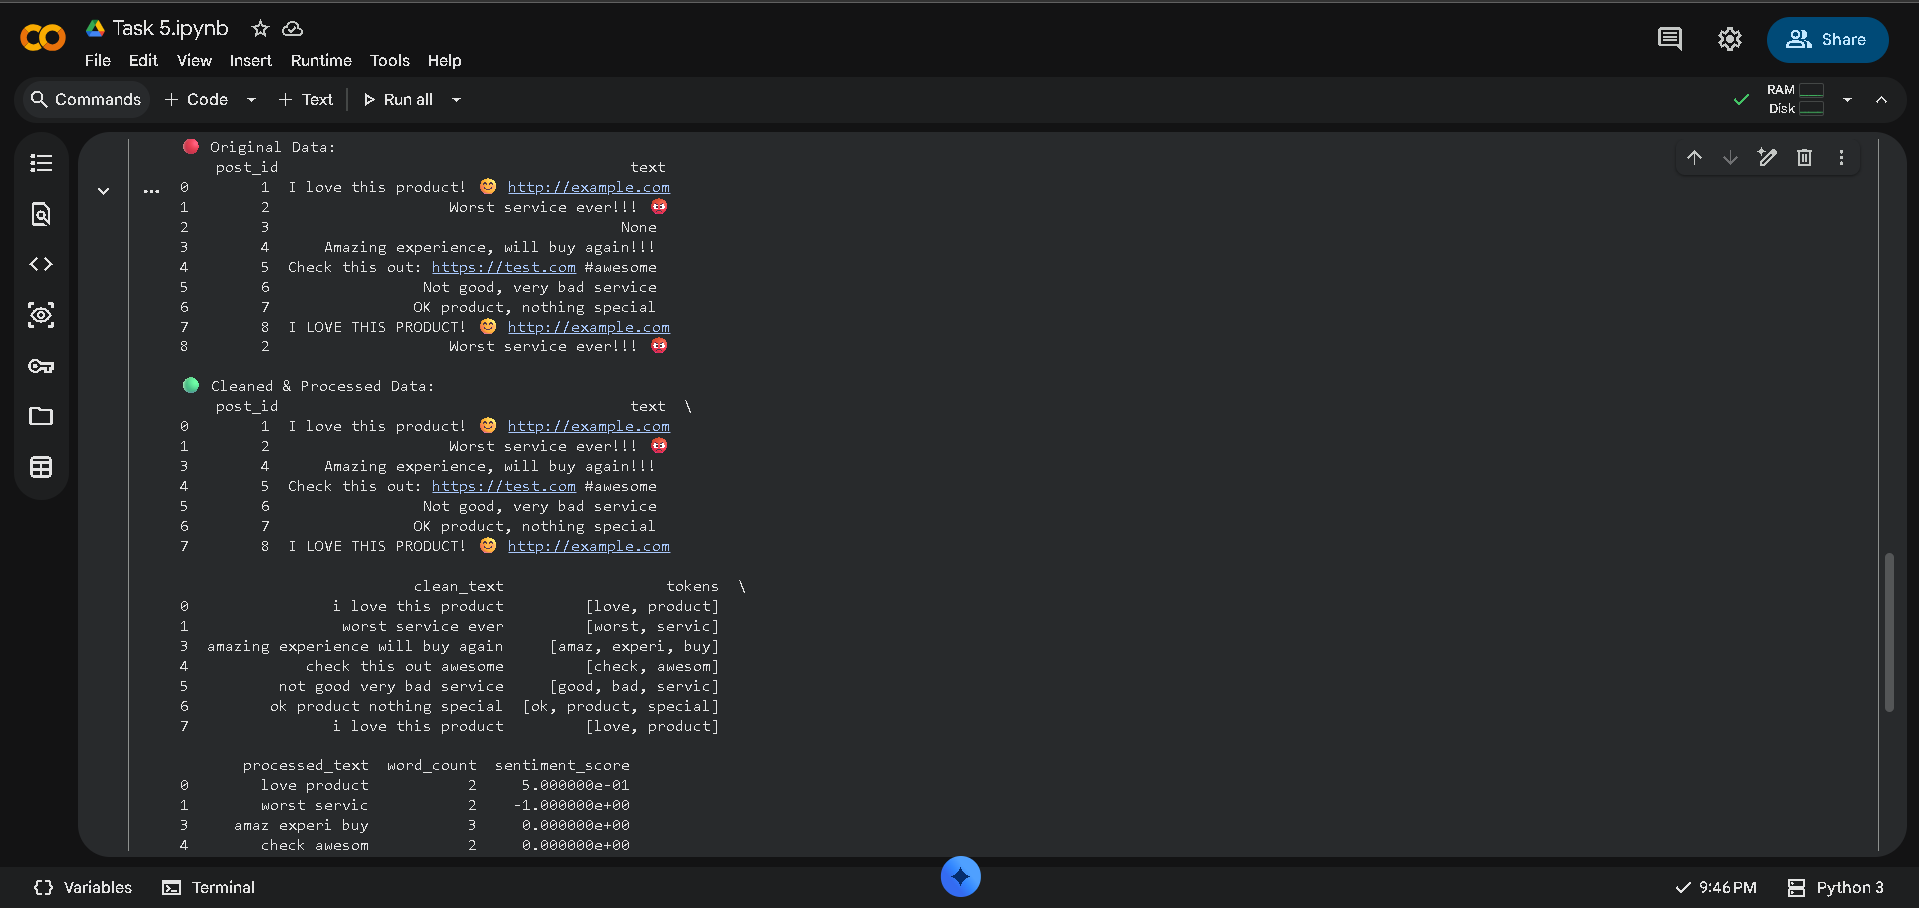 Task 5.ipynb
File Edit View Insert Runtime Tools Help
Share
Commands + Code + Text Run all
RAM
Disk
🔴 Original Data:
post_id text
0 1 I love this product! 😊 http://example.com
1 2 Worst service ever!!! 😡
2 3 None
3 4 Amazing experience, will buy again!!!
4 5 Check this out: https://test.com #awesome
5 6 Not good, very bad service
6 7 OK product, nothing special
7 8 I LOVE THIS PRODUCT! 😊 http://example.com
8 2 Worst service ever!!! 😡
🟢 Cleaned & Processed Data:
post_id text \
0 1 I love this product! 😊 http://example.com
1 2 Worst service ever!!! 😡
3 4 Amazing experience, will buy again!!!
4 5 Check this out: https://test.com #awesome
5 6 Not good, very bad service
6 7 OK product, nothing special
7 8 I LOVE THIS PRODUCT! 😊 http://example.com
clean_text tokens \
0 i love this product [love, product]
1 worst service ever [worst, servic]
3 amazing experience will buy again [amaz, experi, buy]
4 check this out awesome [check, awesom]
5 not good very bad service [good, bad, servic]
6 ok product nothing special [ok, product, special]
7 i love this product [love, product]
processed_text word_count sentiment_score
0 love product 2 5.000000e-01
1 worst servic 2 -1.000000e+00
3 amaz experi buy 3 0.000000e+00
4 check awesom 2 0.000000e+00
Variables Terminal
9:46 PM Python 3